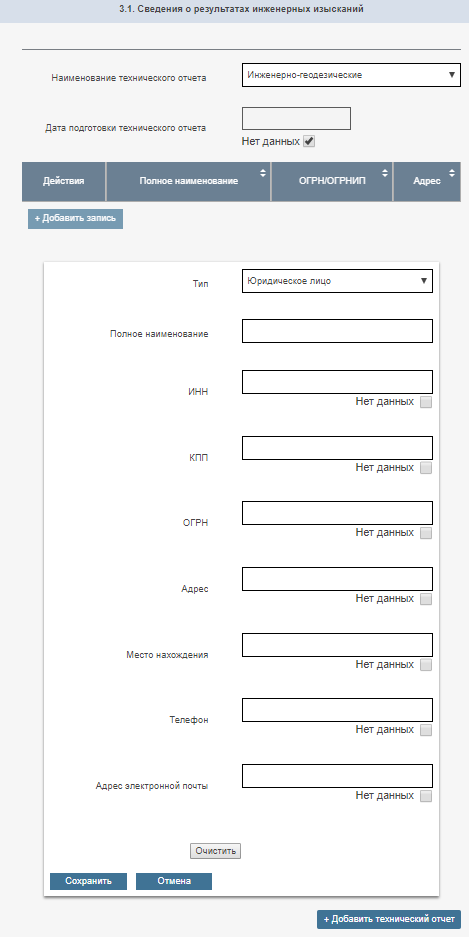 3.1. Сведения о результатах инженерных изысканий
Наименование технического отчета
Инженерно-геодезические
Дата подготовки технического отчета
Нет данных
Действия Полное наименование ОГРН/ОГРНИП Адрес
+ Добавить запись
Тип Юридическое лицо
Полное наименование
ИНН
Нет данных
КПП
Нет данных
ОГРН
Нет данных
Адрес
Нет данных
Место нахождения
Нет данных
Телефон
Нет данных
Адрес электронной почты
Нет данных
Очистить
Сохранить Отмена
+ Добавить технический отчет